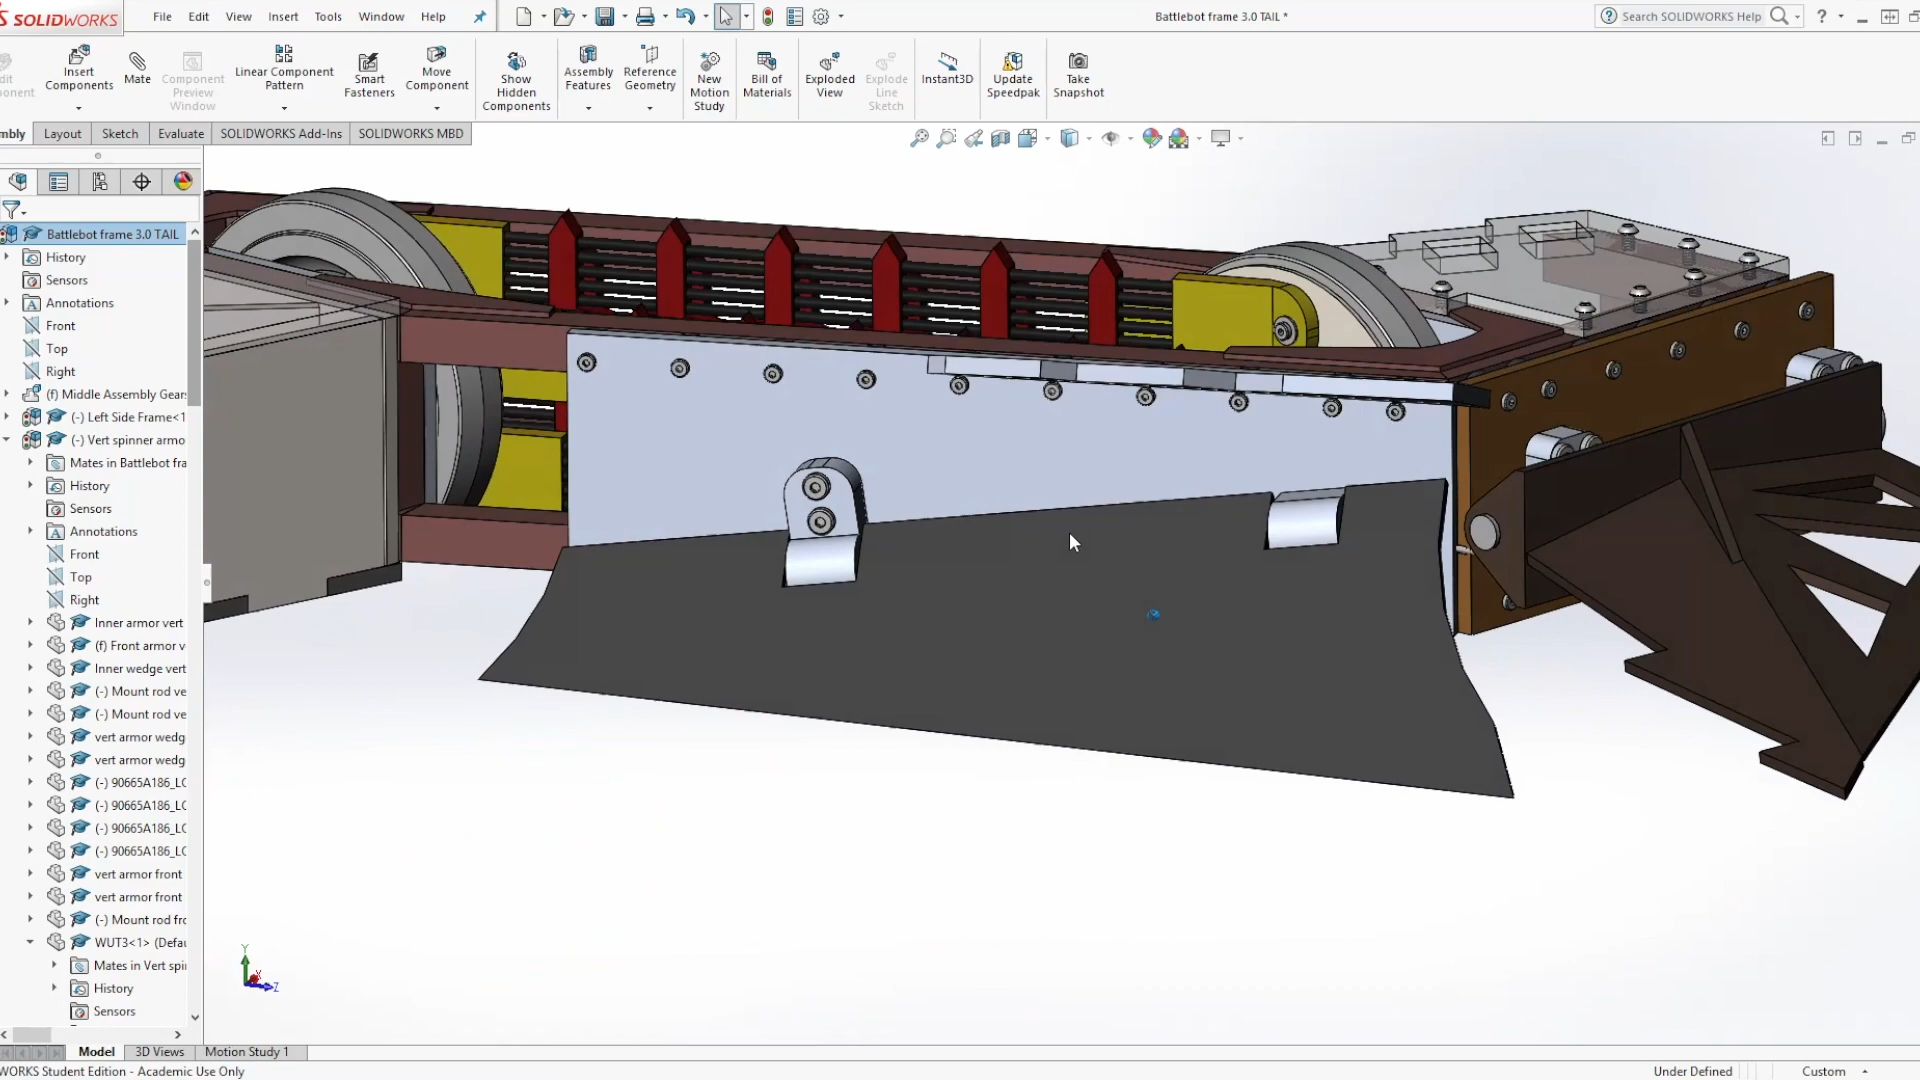 SOLIDWORKS
File Edit View Insert Tools Window Help
Battlebot frame 3.0 TAIL *
Search SOLIDWORKS Help
?
Insert Components
Mate
Component Preview Window
Linear Component Pattern
Smart Fasteners
Move Component
Show Hidden Components
Assembly Features
Reference Geometry
New Motion Study
Bill of Materials
Exploded View
Explode Line Sketch
Instant3D
Update Speedpak
Take Snapshot
mbly Layout Sketch Evaluate SOLIDWORKS Add-Ins SOLIDWORKS MBD
Battlebot frame 3.0 TAIL
History
Sensors
Annotations
Front
Top
Right
(f) Middle Assembly Gear
(-) Left Side Frame<1
(-) Vert spinner armo
Mates in Battlebot fra
History
Sensors
Annotations
Front
Top
Right
Inner armor vert
(f) Front armor v
Inner wedge vert
(-) Mount rod ve
(-) Mount rod ve
vert armor wedg
vert armor wedg
(-) 90665A186_LC
(-) 90665A186_LC
(-) 90665A186_LC
(-) 90665A186_LC
vert armor front
vert armor front
(-) Mount rod fro
WUT3<1> (Defau
Mates in Vert spi
History
Sensors
Y
X
Z
Model 3D Views Motion Study 1
WORKS Student Edition - Academic Use Only
Under Defined
Custom